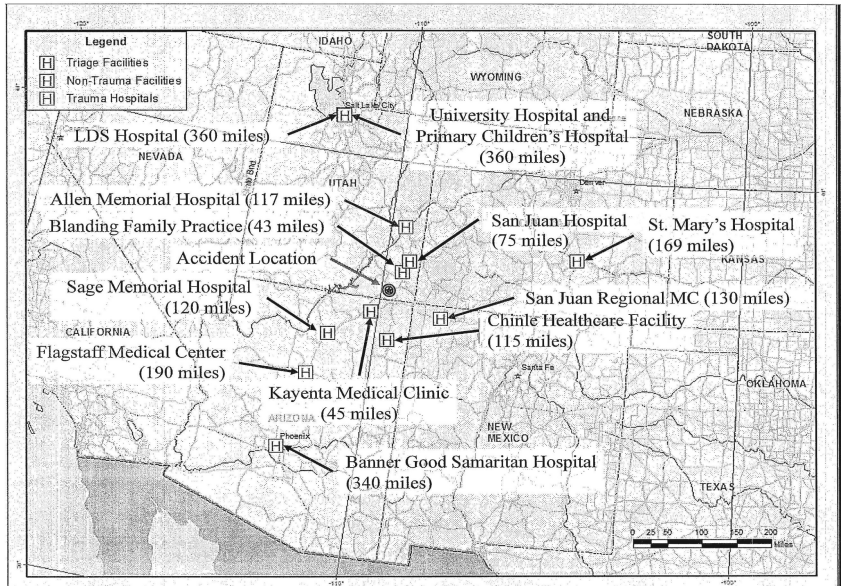 -120°
-110°
-100°
Legend
Triage Facilities
Non-Trauma Facilities
Trauma Hospitals
IDAHO
SOUTH
DAKOTA
WYOMING
NEBRASKA
Salt Lake City
LDS Hospital (360 miles)
University Hospital and
Primary Children's Hospital
(360 miles)
NEVADA
UTAH
Denver
Allen Memorial Hospital (117 miles)
Blanding Family Practice (43 miles)
San Juan Hospital
(75 miles)
St. Mary's Hospital
(169 miles)
KANSAS
Accident Location
Sage Memorial Hospital
(120 miles)
San Juan Regional MC (130 miles)
CALIFORNIA
Chinle Healthcare Facility
(115 miles)
Flagstaff Medical Center
(190 miles)
Santa Fe
OKLAHOMA
Kayenta Medical Clinic
(45 miles)
ARIZONA
NEW
MEXICO
Phoenix
Banner Good Samaritan Hospital
(340 miles)
TEXAS
0 25 50 100 150 200
Miles
-110°
-100°